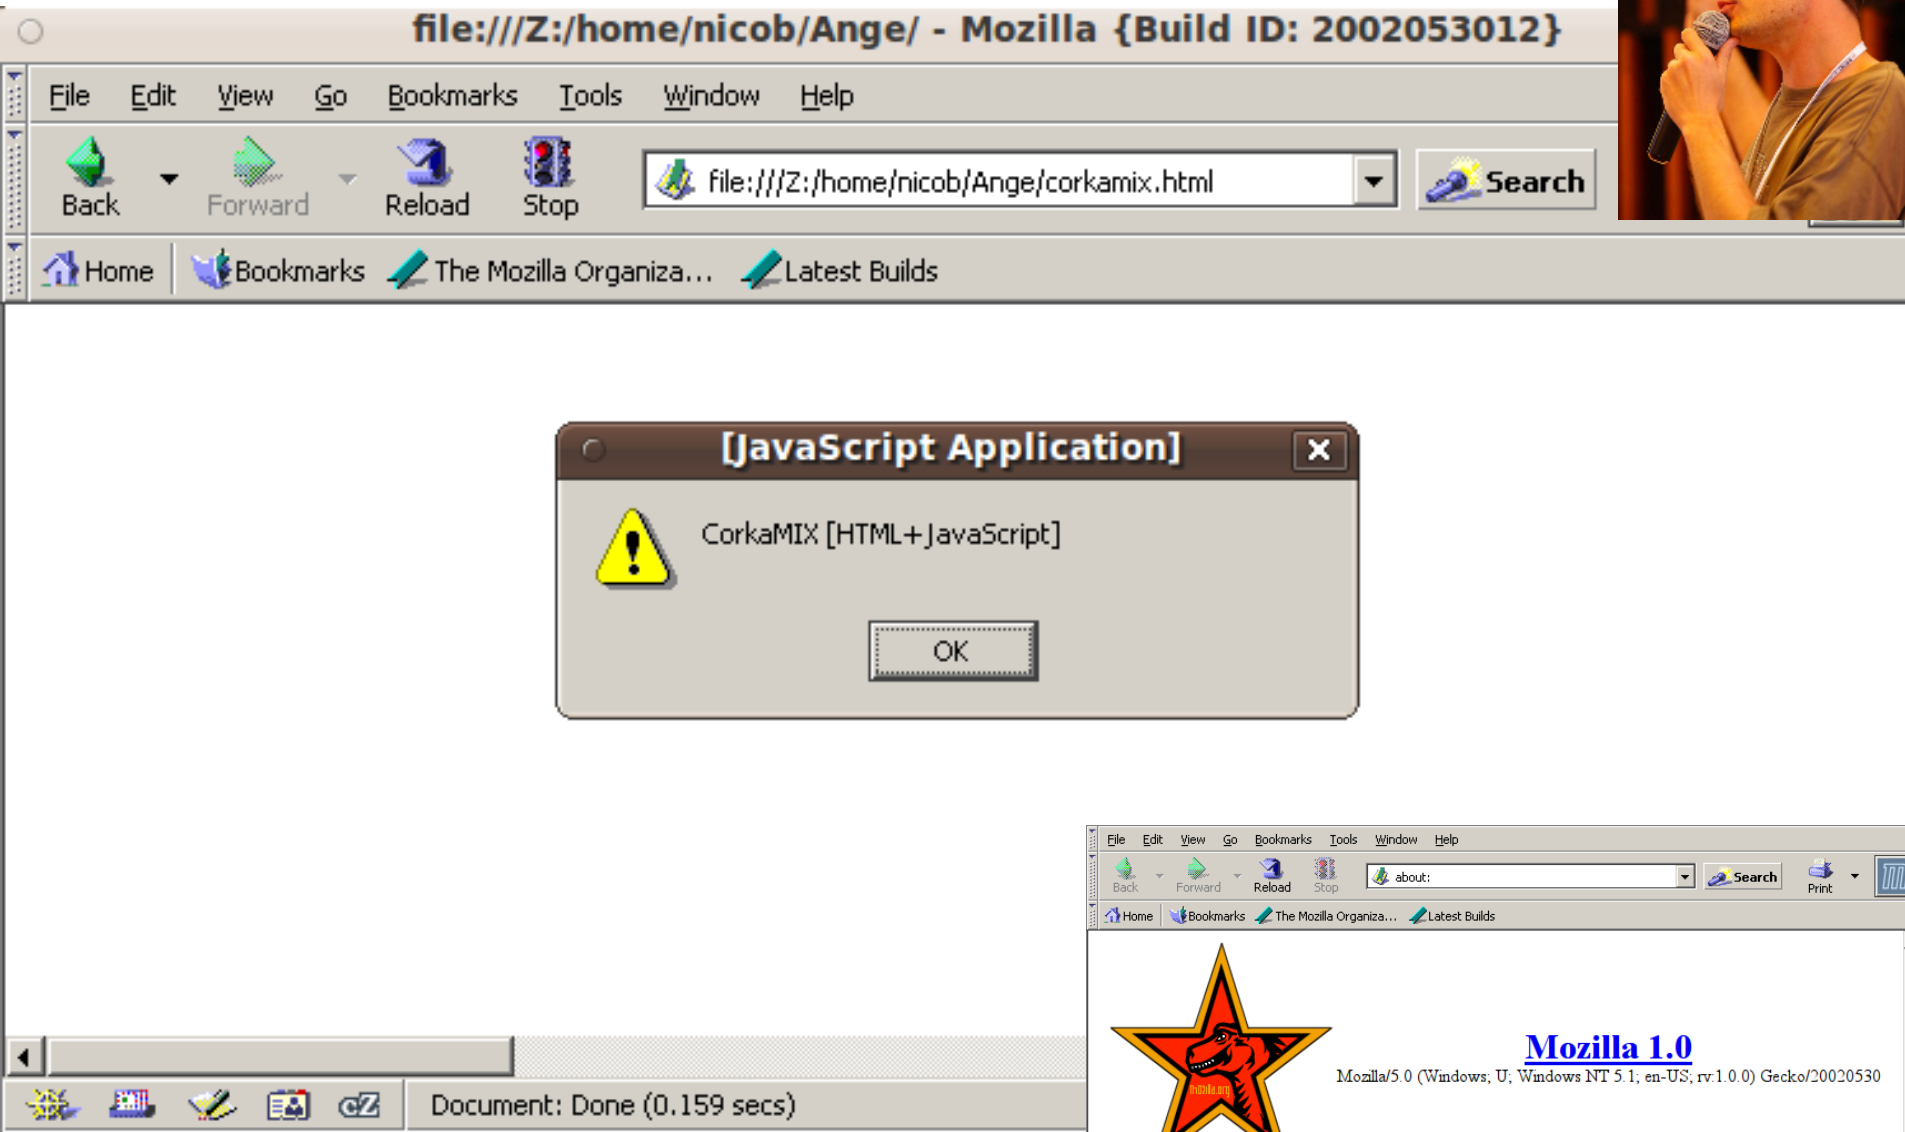 file:///Z:/home/nicob/Ange/ - Mozilla {Build ID: 2002053012}
File Edit View Go Bookmarks Tools Window Help
Back Forward Reload Stop file:///Z:/home/nicob/Ange/corkamix.html Search
Home Bookmarks The Mozilla Organiza... Latest Builds
[JavaScript Application]
CorkaMIX [HTML+JavaScript]
OK
File Edit View Go Bookmarks Tools Window Help
Back Forward Reload Stop about: Search Print
Home Bookmarks The Mozilla Organiza... Latest Builds
mozilla.org
Mozilla 1.0
Mozilla/5.0 (Windows; U; Windows NT 5.1; en-US; rv:1.0.0) Gecko/20020530
cZ Document: Done (0.159 secs)